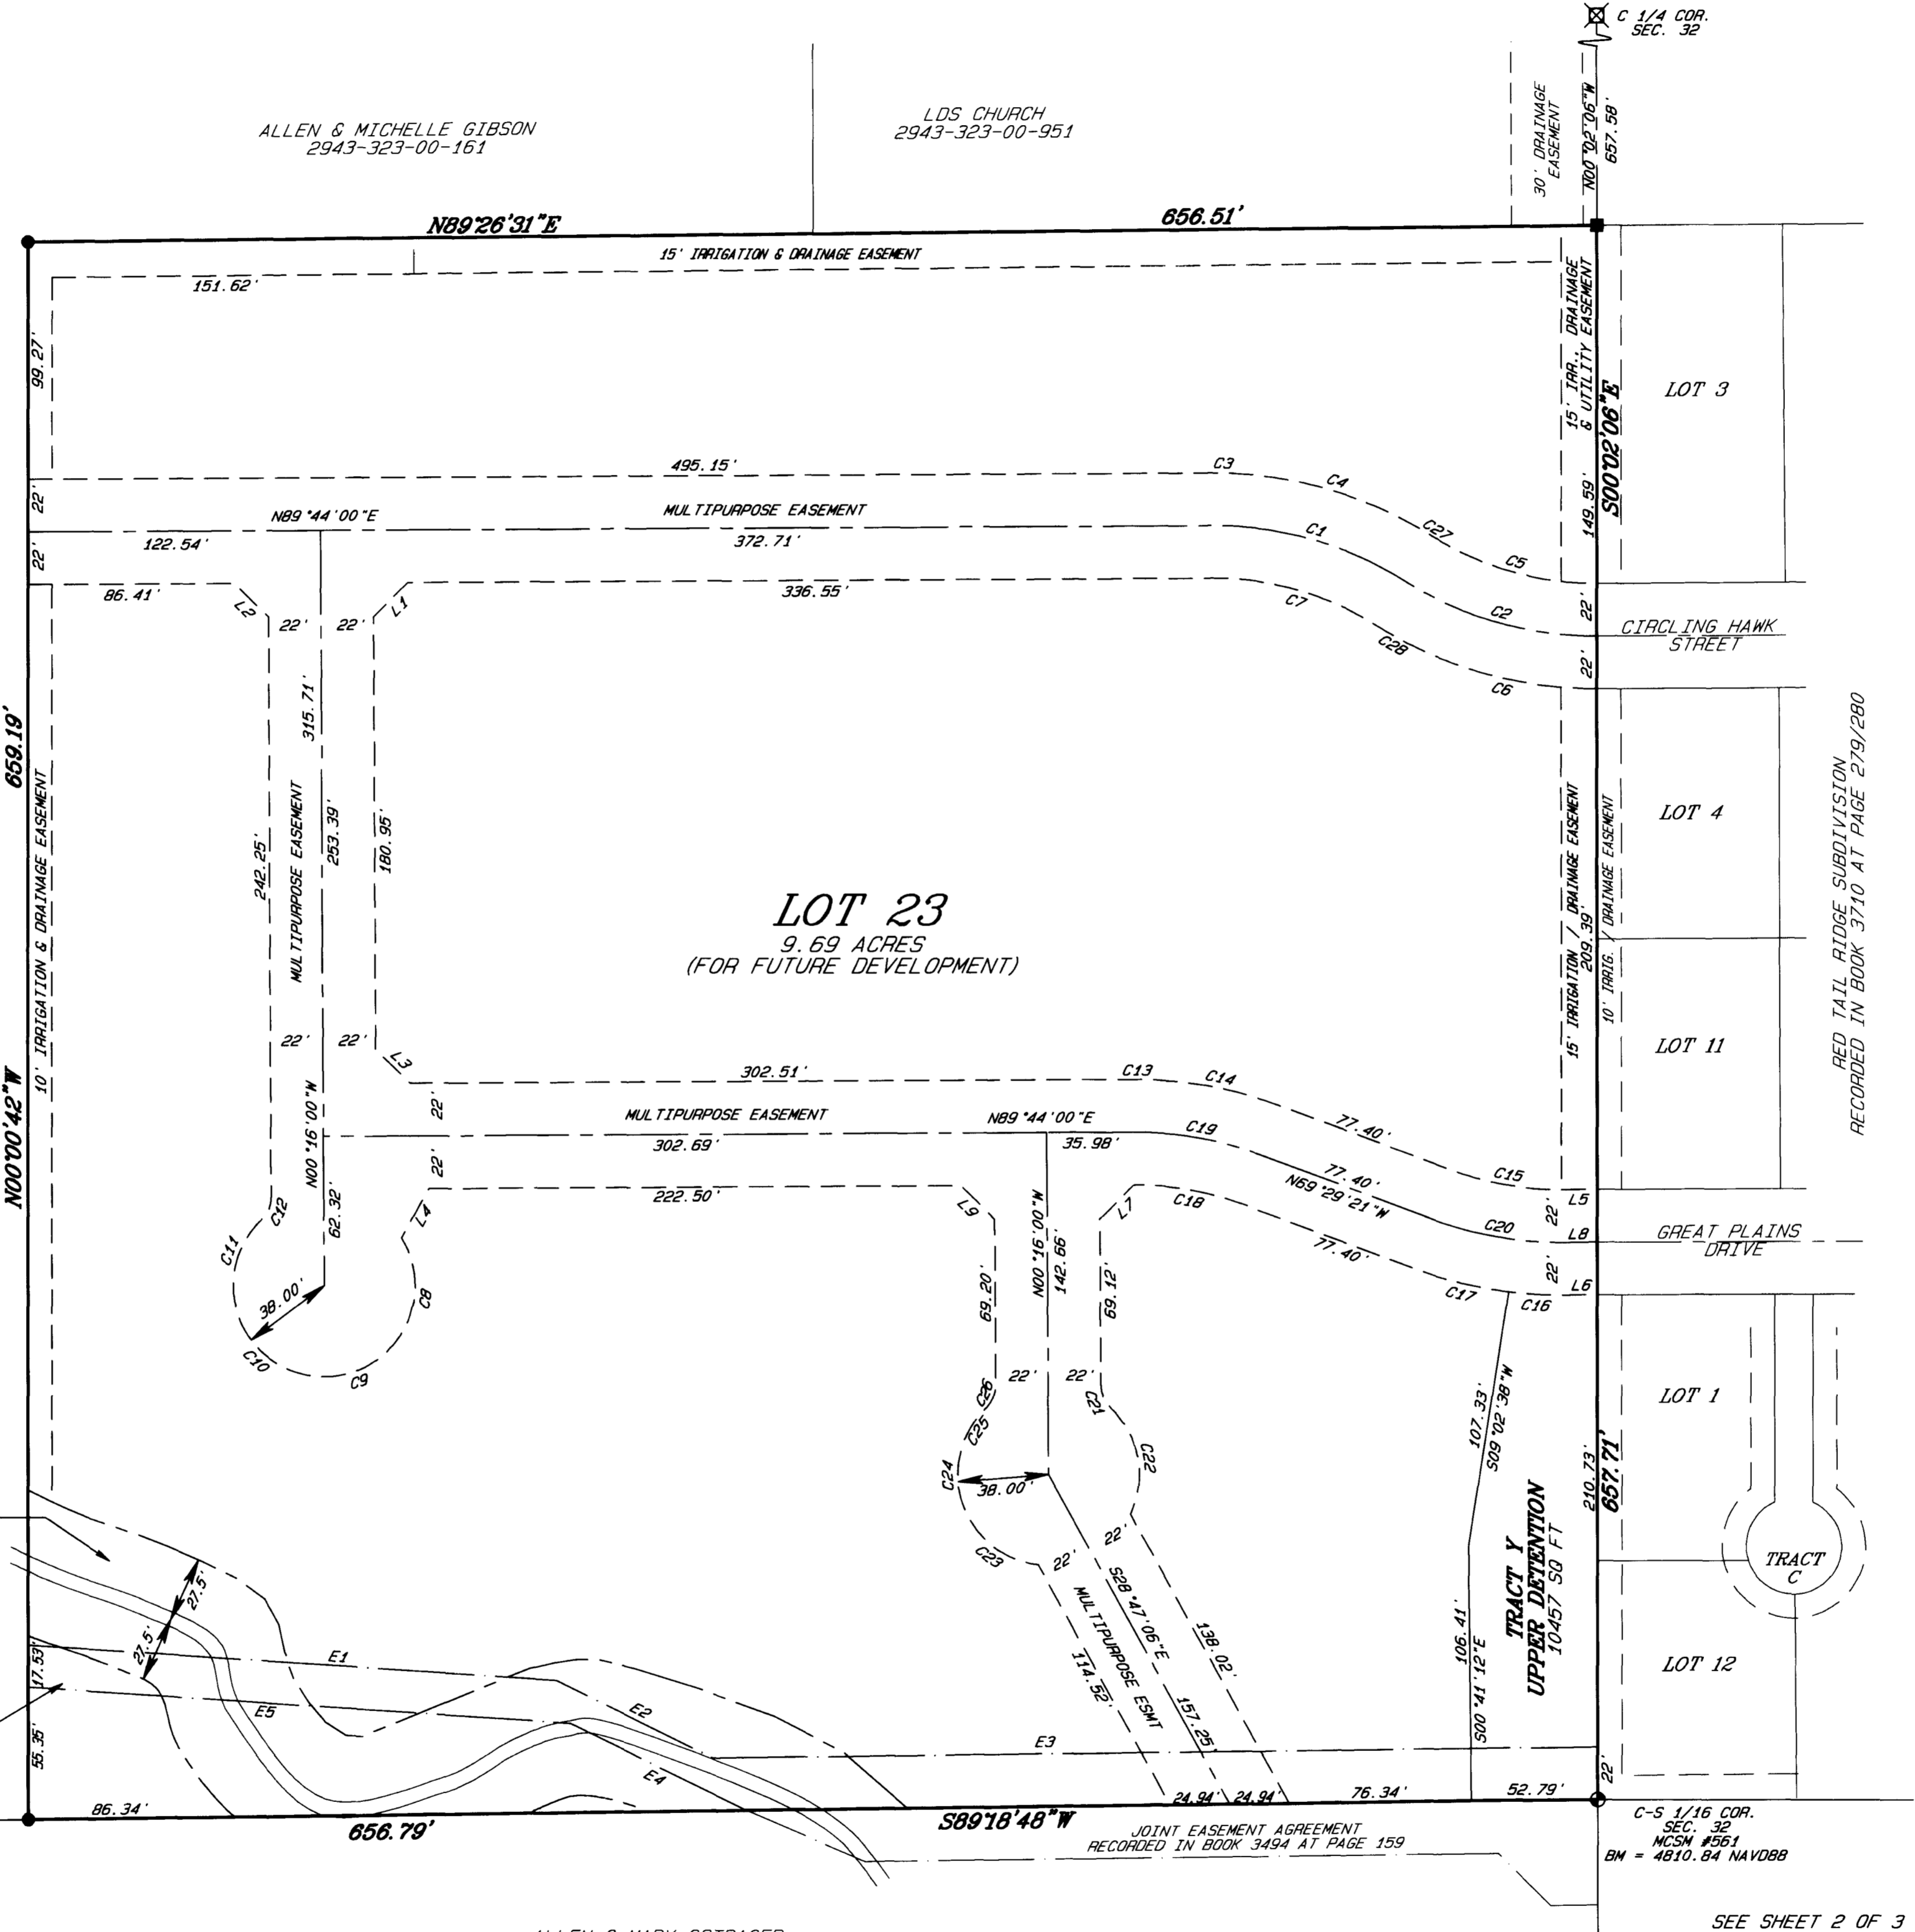 C 1/4 COR.
SEC. 32
ALLEN & MICHELLE GIBSON
2943-323-00-161
LDS CHURCH
2943-323-00-951
30' DRAINAGE
EASEMENT
N00°02'06"W
657.58'
N89°26'31"E
656.51'
15' IRRIGATION & DRAINAGE EASEMENT
151.62'
99.27'
15' IRR., DRAINAGE
& UTILITY EASEMENT
S00°02'06"E
149.59'
LOT 3
495.15'
C3
C4
C27
C5
22'
N89°44'00"E
MULTIPURPOSE EASEMENT
C1
122.54'
372.71'
22'
86.41'
L2
22'
22'
L1
336.55'
C7
C28
C2
C6
22'
22'
CIRCLING HAWK
STREET
315.71'
659.19'
N00°00'42"W
10' IRRIGATION & DRAINAGE EASEMENT
242.25'
MULTIPURPOSE EASEMENT
253.39'
180.95'
LOT 23
9.69 ACRES
(FOR FUTURE DEVELOPMENT)
15' IRRIGATION / DRAINAGE EASEMENT
209.39'
10' IRRIG. / DRAINAGE EASEMENT
LOT 4
LOT 11
RED TAIL RIDGE SUBDIVISION
RECORDED IN BOOK 3710 AT PAGE 279/280
22'
22'
L3
302.51'
C13
C14
77.40'
C15
L5
N00°16'00"W
22'
MULTIPURPOSE EASEMENT
N89°44'00"E
302.69'
35.98'
C19
77.40'
N69°29'21"W
C20
22'
L8
GREAT PLAINS
DRIVE
22'
62.32'
222.50'
L9
L7
C18
77.40'
C17
C16
22'
L6
C12
L4
C11
38.00'
C8
C10
C9
69.20'
N00°16'00"W
142.66'
69.12'
22'
22'
C26
C25
C21
C22
C24
38.00'
C23
22'
22'
107.33'
S09°02'38"W
210.73'
657.71'
LOT 1
TRACT
C
TRACT Y
UPPER DETENTION
10457 SQ FT
106.41'
S00°41'12"E
LOT 12
S28°47'06"E
138.02'
MULTIPURPOSE ESMT
114.52'
157.25'
27.5'
27.5'
17.53'
55.35'
E1
E5
E2
E4
E3
22'
86.34'
656.79'
S89°18'48"W
24.94'
24.94'
76.34'
52.79'
JOINT EASEMENT AGREEMENT
RECORDED IN BOOK 3494 AT PAGE 159
C-S 1/16 COR.
SEC. 32
MCSM #561
BM = 4810.84 NAVD88
SEE SHEET 2 OF 3